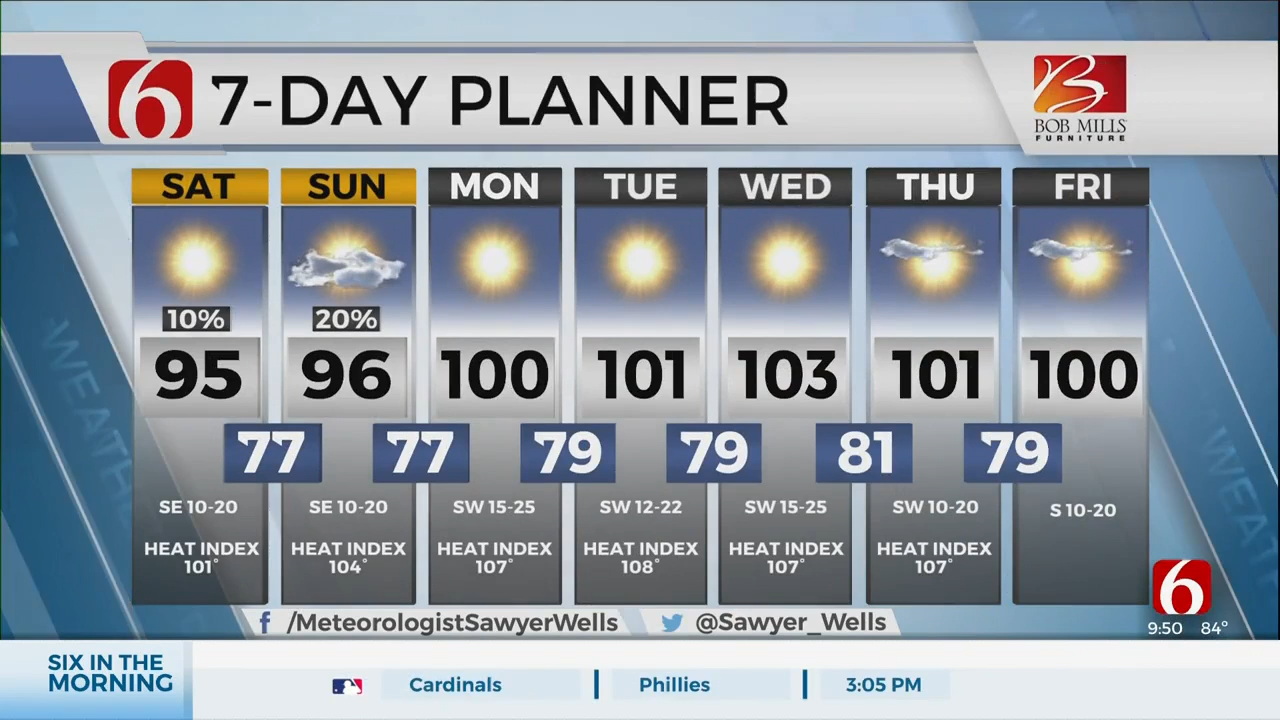 6 7-DAY PLANNER
B
BOB MILLS
FURNITURE
SAT SUN MON TUE WED THU FRI
10% 20%
95 96 100 101 103 101 100
77 77 79 79 81 79
SE 10-20 SE 10-20 SW 15-25 SW 12-22 SW 15-25 SW 10-20 S 10-20
HEAT INDEX HEAT INDEX HEAT INDEX HEAT INDEX HEAT INDEX HEAT INDEX
101° 104° 107° 108° 107° 107°
6
f /MeteorologistSawyerWells @Sawyer_Wells
9:50 84°
SIX IN THE
MORNING
Cardinals Phillies 3:05 PM